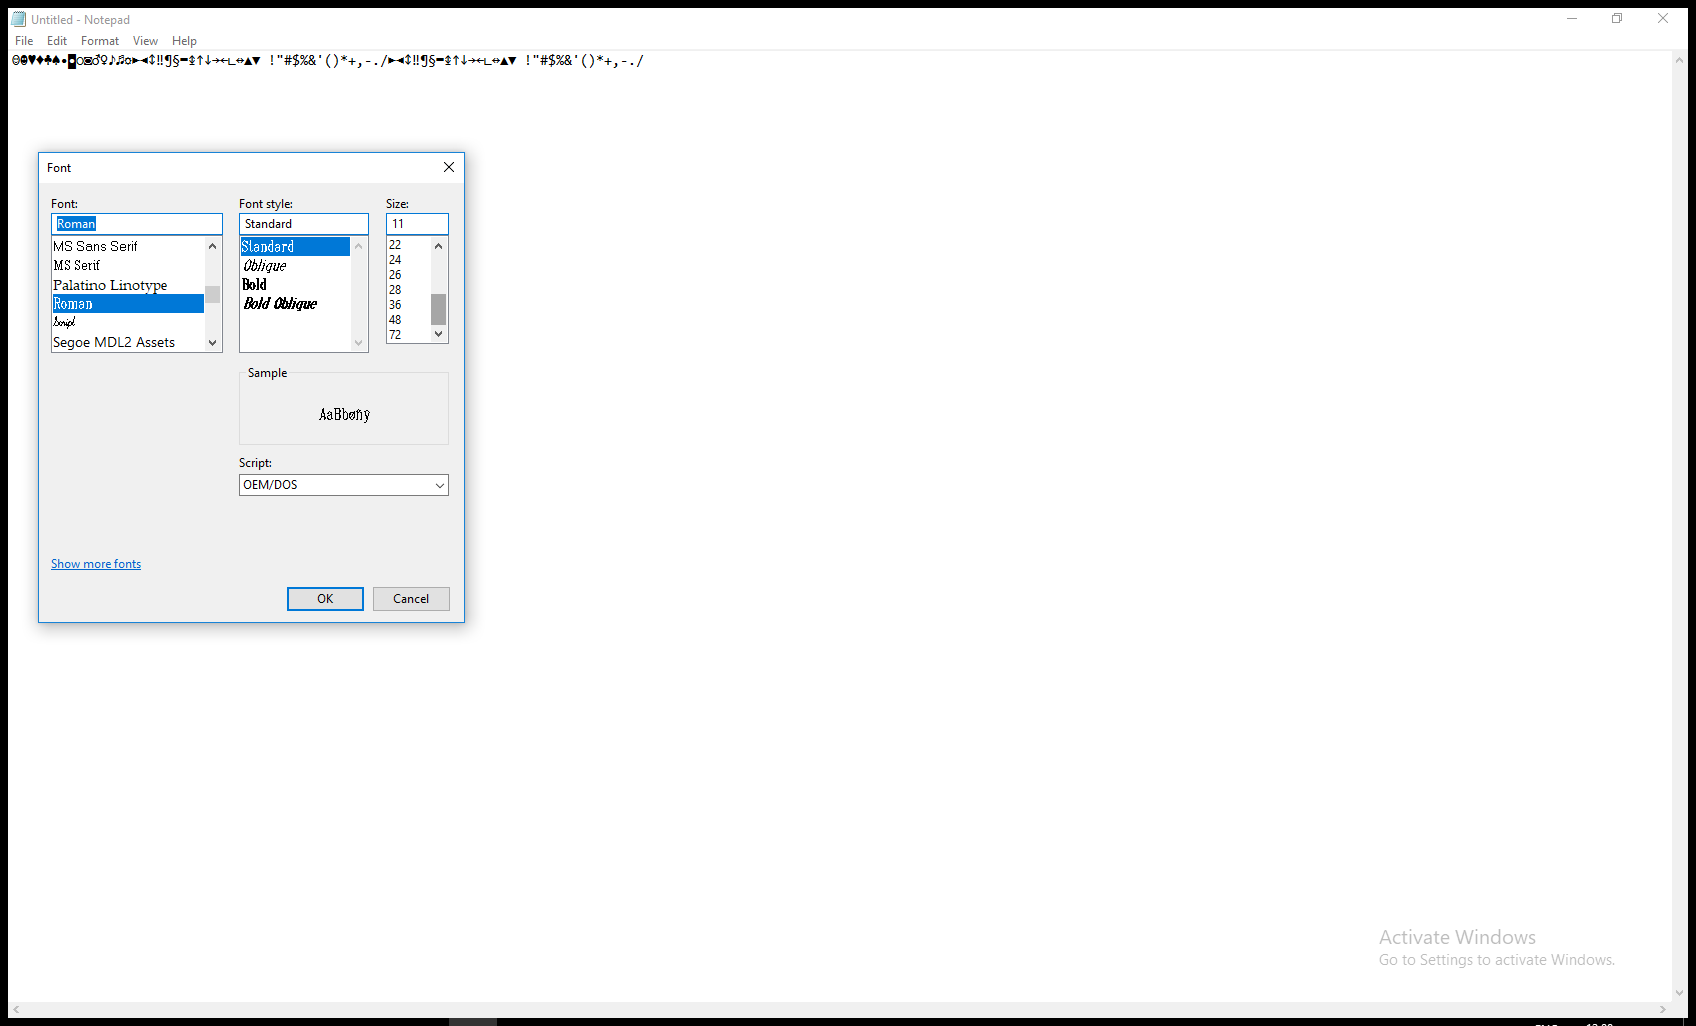 Untitled - Notepad
File Edit Format View Help
☺☻♥♦♣♠•◘○◙♂♀♪♫☼►◄↕‼¶§▬↨↑↓→←∟↔▲▼ !"#$%&'()*+,-./►◄↕‼¶§▬↨↑↓→←∟↔▲▼ !"#$%&'()*+,-./
Font
Font:
Roman
MS Sans Serif
MS Serif
Palatino Linotype
Roman
Script
Segoe MDL2 Assets
Font style:
Standard
Standard
Oblique
Bold
Bold Oblique
Size:
11
22
24
26
28
36
48
72
Sample
AaBbøñý
Script:
OEM/DOS
Show more fonts
OK Cancel
Activate Windows
Go to Settings to activate Windows.